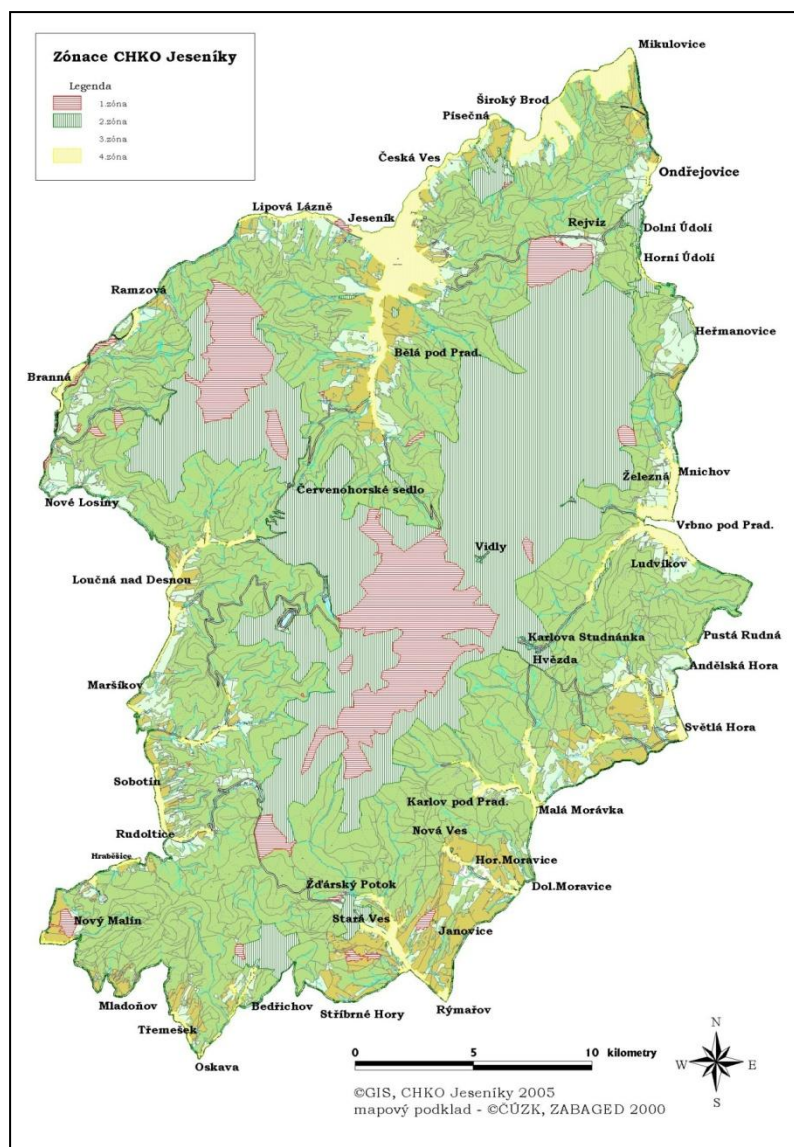 Zónace CHKO Jeseníky
Legenda
1.zóna
2.zóna
3.zóna
4.zóna
Mikulovice
Široký Brod
Písečná
Česká Ves
Ondřejovice
Lipová Lázně
Jeseník
Rejvíz
Dolní Údolí
Horní Údolí
Ramzová
Heřmanovice
Bělá pod Prad.
Branná
Mnichov
Železná
Červenohorské sedlo
Nové Losiny
Vrbno pod Prad.
Vidly
Ludvíkov
Loučná nad Desnou
Karlova Studnánka
Pustá Rudná
Hvězda
Andělská Hora
Maršíkov
Světlá Hora
Sobotín
Karlov pod Prad.
Malá Morávka
Rudoltice
Nová Ves
Hraběšice
Hor.Moravice
Žďárský Potok
Dol.Moravice
Nový Malín
Stará Ves
Janovice
Mladoňov
Bedřichov
Stříbrné Hory
Rýmařov
Třemešek
Oskava
N
W E
S
0 5 10 kilometry
©GIS, CHKO Jeseníky 2005
mapový podklad - ©ČÚZK, ZABAGED 2000